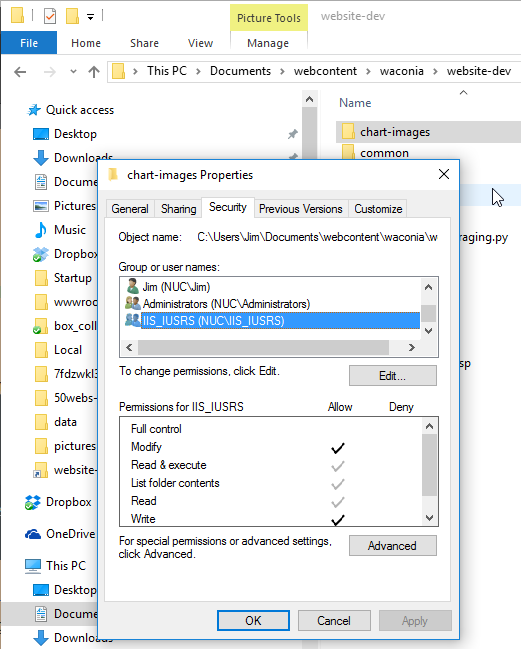 Picture Tools
website-dev
File
Home
Share
View
Manage
This PC > Documents > webcontent > waconia > website-dev
Quick access
Desktop
Downloads
Docume
Pictures
Music
Dropbo
Startup
wwwroc
box_coll
Local
7fdzwkl3
50webs-
data
pictures
website-
Dropbox
OneDrive
This PC
Desktop
Docume
Downloads
Name
chart-images
common
raging.py
sp
chart-images Properties
General
Sharing
Security
Previous Versions
Customize
Object name: C:\Users\Jim\Documents\webcontent\waconia\w
Group or user names:
Jim (NUC\Jim)
Administrators (NUC\Administrators)
IIS_IUSRS (NUC\IIS_IUSRS)
To change permissions, click Edit.
Edit...
Permissions for IIS_IUSRS Allow Deny
Full control
Modify
Read & execute
List folder contents
Read
Write
For special permissions or advanced settings,
click Advanced.
Advanced
OK
Cancel
Apply